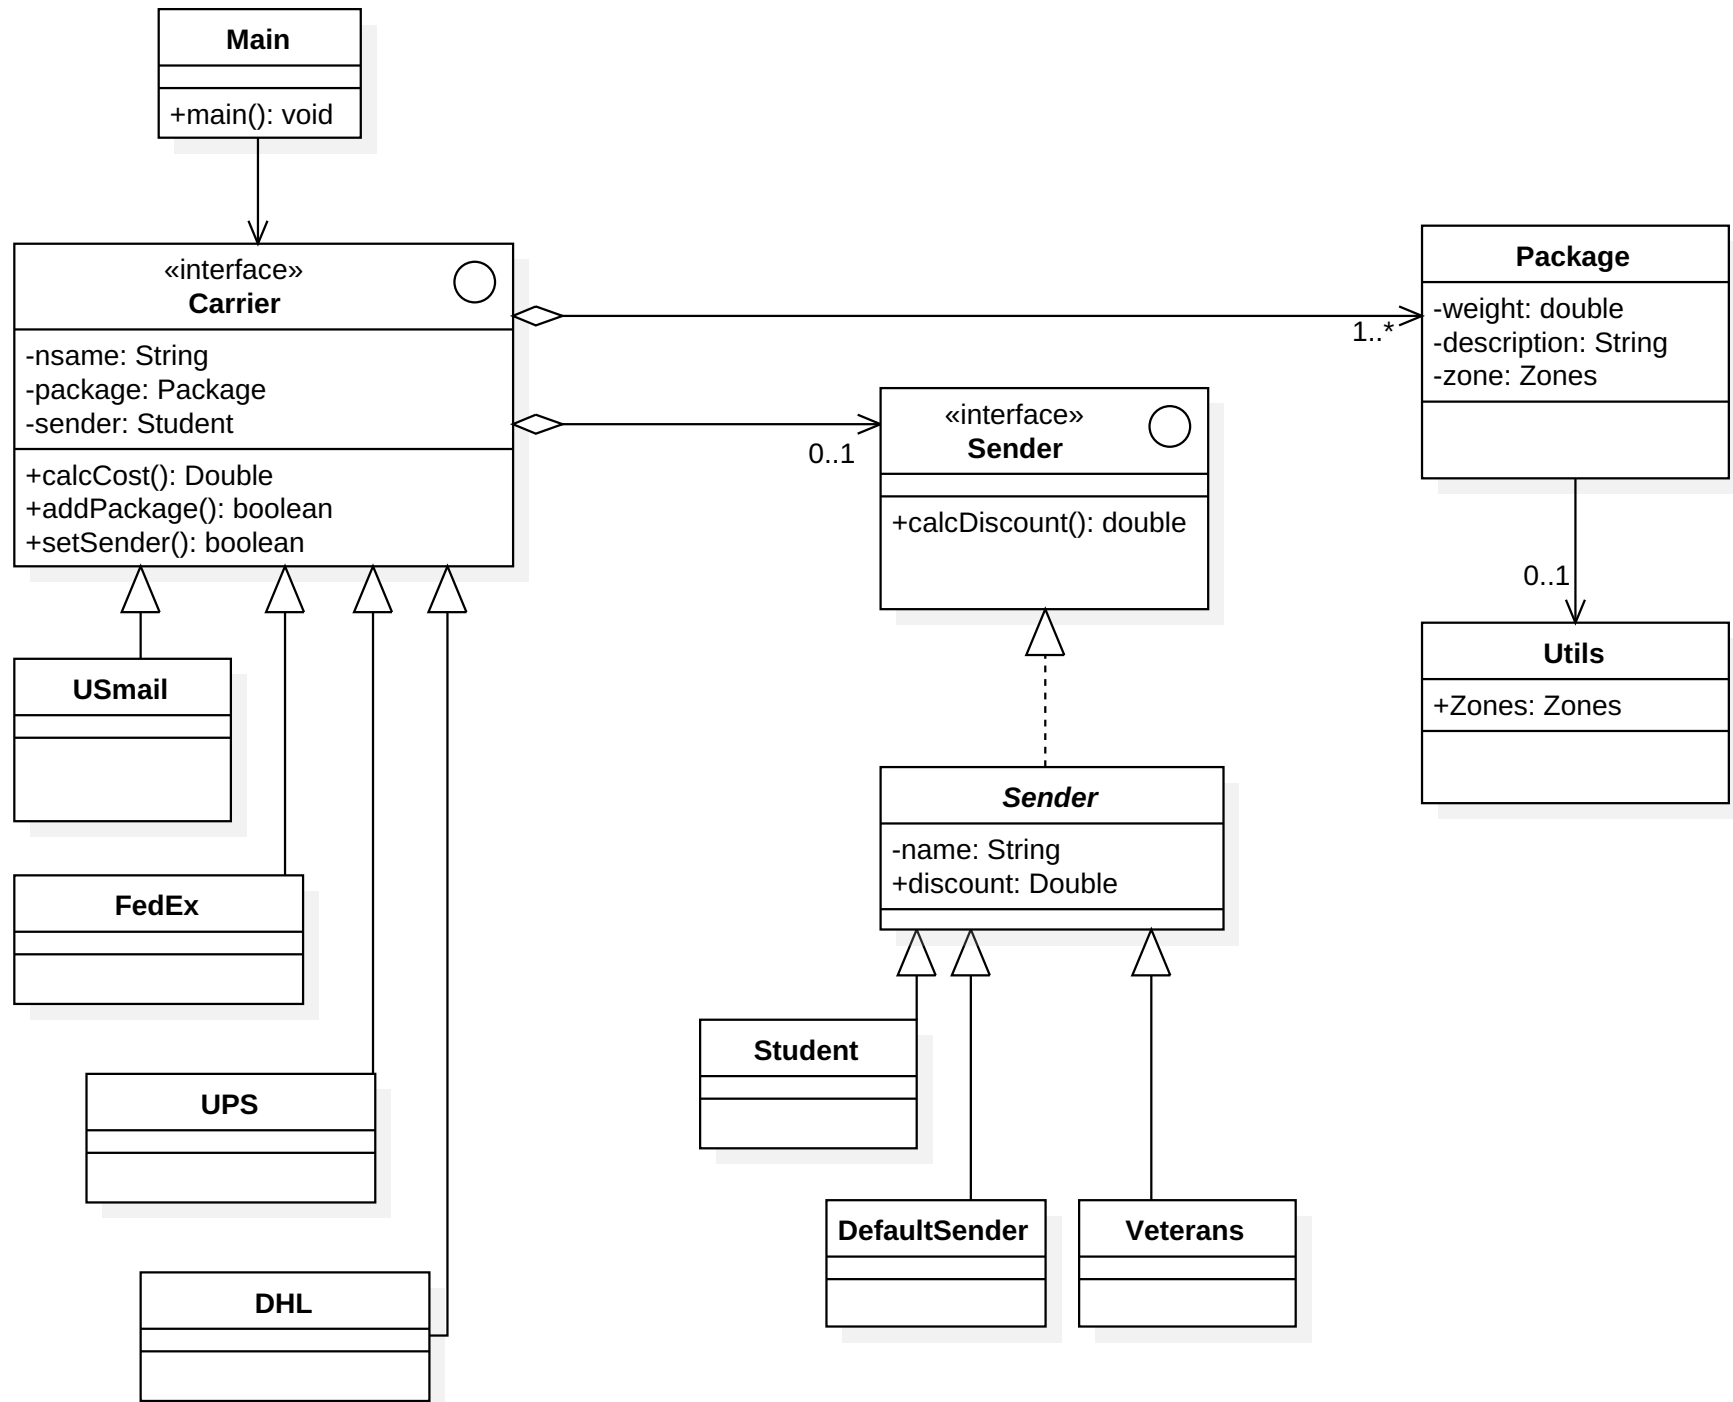 Main
+main(): void
«interface»
Carrier
-nsame: String
-package: Package
-sender: Student
+calcCost(): Double
+addPackage(): boolean
+setSender(): boolean
1..*
0..1
Package
-weight: double
-description: String
-zone: Zones
«interface»
Sender
+calcDiscount(): double
0..1
Utils
+Zones: Zones
USmail
FedEx
UPS
DHL
Sender
-name: String
+discount: Double
Student
DefaultSender
Veterans